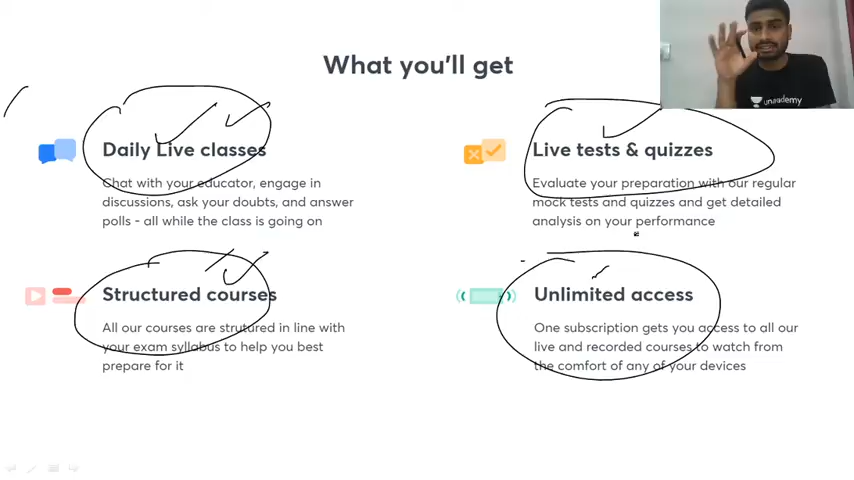 What you'll get
unacademy
Daily Live classes
Chat with your educator, engage in
discussions, ask your doubts, and answer
polls - all while the class is going on
Live tests & quizzes
Evaluate your preparation with our regular
mock tests and quizzes and get detailed
analysis on your performance
Structured courses
All our courses are strutured in line with
your exam syllabus to help you best
prepare for it
Unlimited access
One subscription gets you access to all our
live and recorded courses to watch from
the comfort of any of your devices